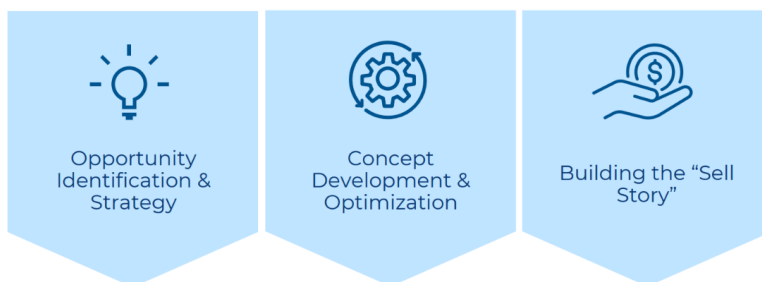 Opportunity
Identification &
Strategy
Concept
Development &
Optimization
Building the “Sell
Story”
$